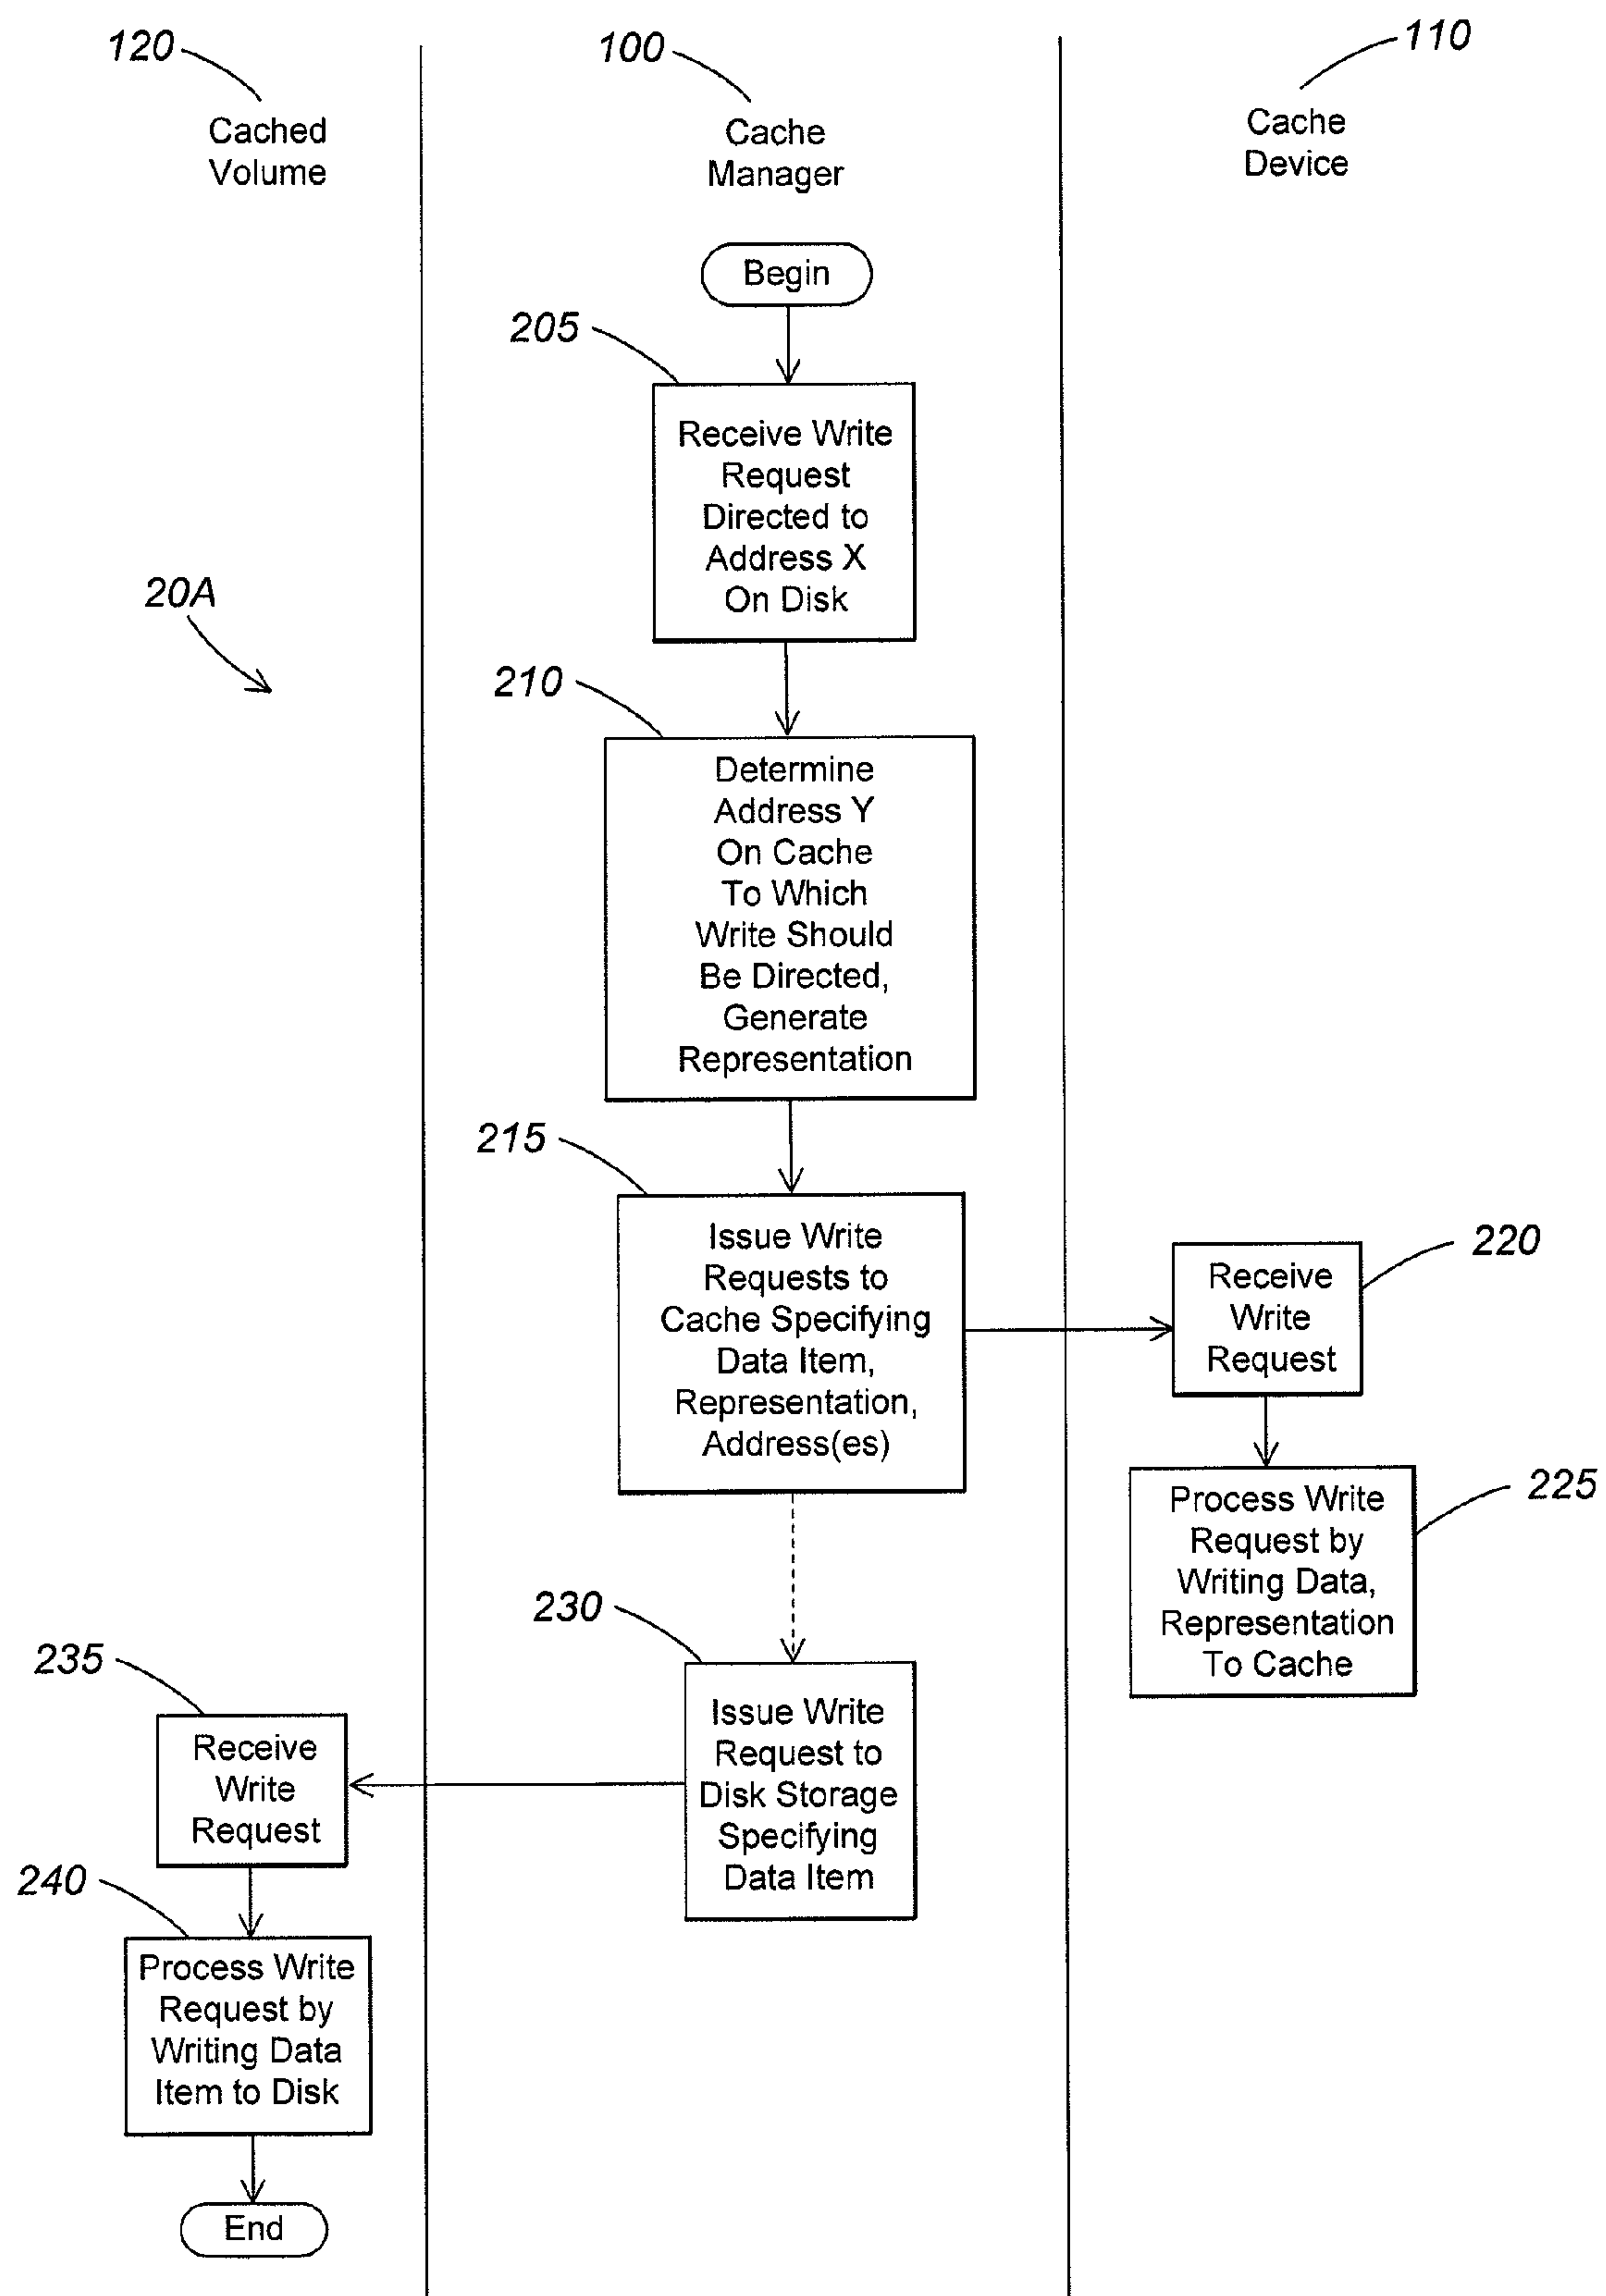 120
100
110
Cached
Volume
Cache
Manager
Cache
Device
Begin
205
Receive Write
Request
Directed to
Address X
On Disk
20A
210
Determine
Address Y
On Cache
To Which
Write Should
Be Directed,
Generate
Representation
215
Issue Write
Requests to
Cache Specifying
Data Item,
Representation,
Address(es)
220
Receive
Write
Request
225
Process Write
Request by
Writing Data,
Representation
To Cache
230
Issue Write
Request to
Disk Storage
Specifying
Data Item
235
Receive
Write
Request
240
Process Write
Request by
Writing Data
Item to Disk
End